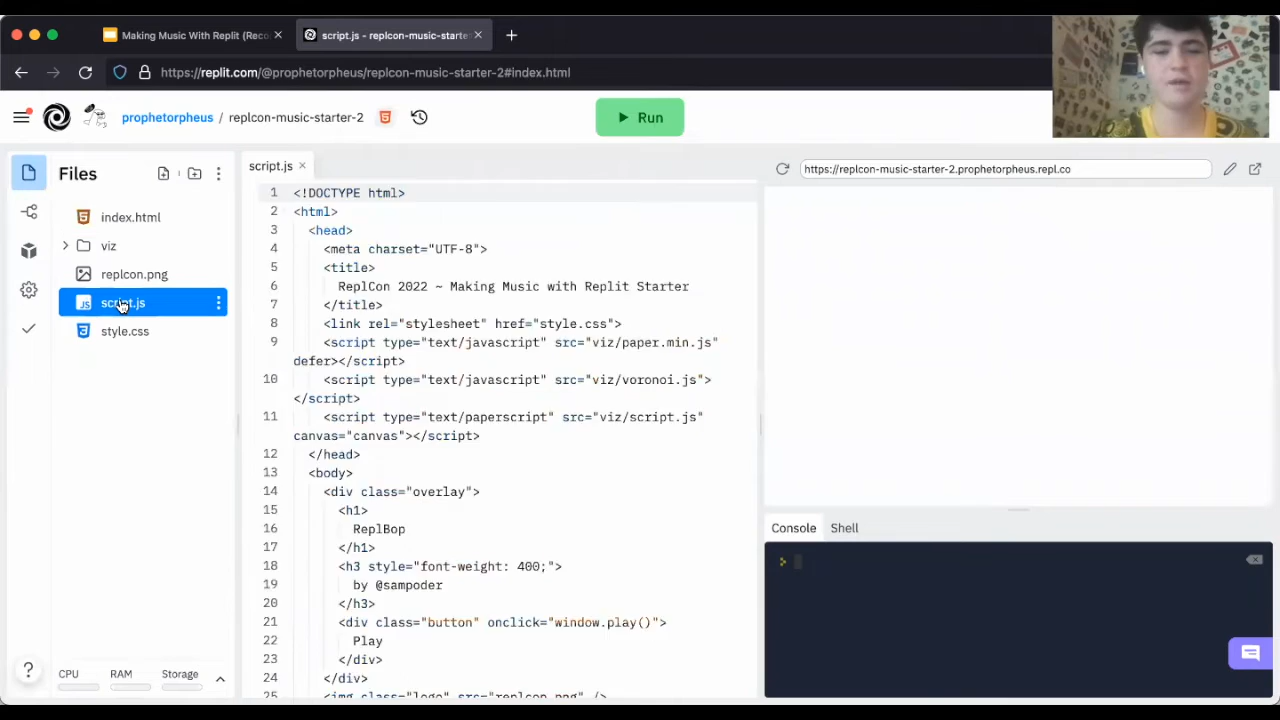 Making Music With Replit (Reco
script.js - replcon-music-starte
https://replit.com/@prophetorpheus/replcon-music-starter-2#index.html
prophetorpheus / replcon-music-starter-2
Run
Files
index.html
viz
replcon.png
script.js
style.css
CPU RAM Storage
script.js
1 <!DOCTYPE html>
2 <html>
3 <head>
4 <meta charset="UTF-8">
5 <title>
6 ReplCon 2022 ~ Making Music with Replit Starter
7 </title>
8 <link rel="stylesheet" href="style.css">
9 <script type="text/javascript" src="viz/paper.min.js"
defer></script>
10 <script type="text/javascript" src="viz/voronoi.js">
</script>
11 <script type="text/paperscript" src="viz/script.js"
canvas="canvas"></script>
12 </head>
13 <body>
14 <div class="overlay">
15 <h1>
16 ReplBop
17 </h1>
18 <h3 style="font-weight: 400;">
19 by @sampoder
20 </h3>
21 <div class="button" onclick="window.play()">
22 Play
23 </div>
24 </div>
25 <img class="logo" src="replcon.png" />
https://replcon-music-starter-2.prophetorpheus.repl.co
Console Shell